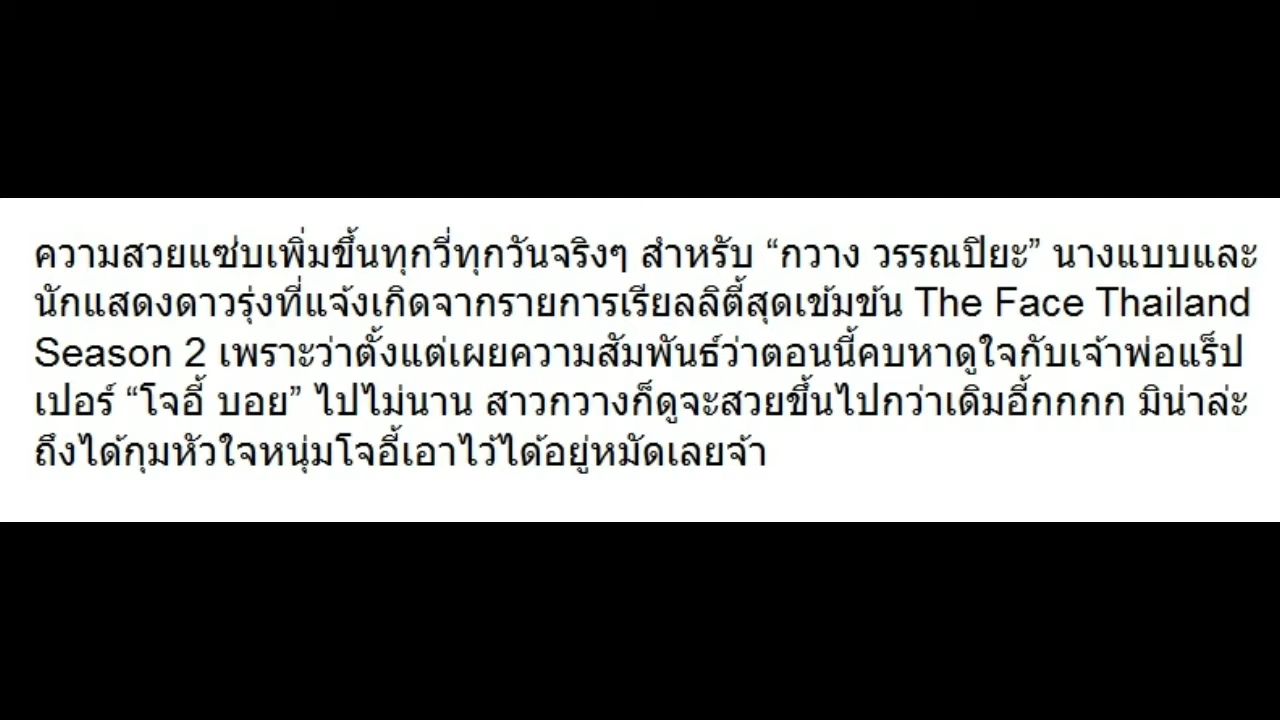 ความสวยแซ่บเพิ่มขึ้นทุกวี่ทุกวันจริงๆ สำหรับ “กวาง วรรณปิยะ” นางแบบและ
นักแสดงดาวรุ่งที่แจ้งเกิดจากรายการเรียลลิตี้สุดเข้มข้น The Face Thailand
Season 2 เพราะว่าตั้งแต่เผยความสัมพันธ์ว่าตอนนี้คบหาดูใจกับเจ้าพ่อแร็ป
เปอร์ “โจอี้ บอย” ไปไม่นาน สาวกวางก็ดูจะสวยขึ้นไปกว่าเดิมอี้กกกก มิน่าล่ะ
ถึงได้กุมหัวใจหนุ่มโจอี้เอาไว้ได้อยู่หมัดเลยจ้า